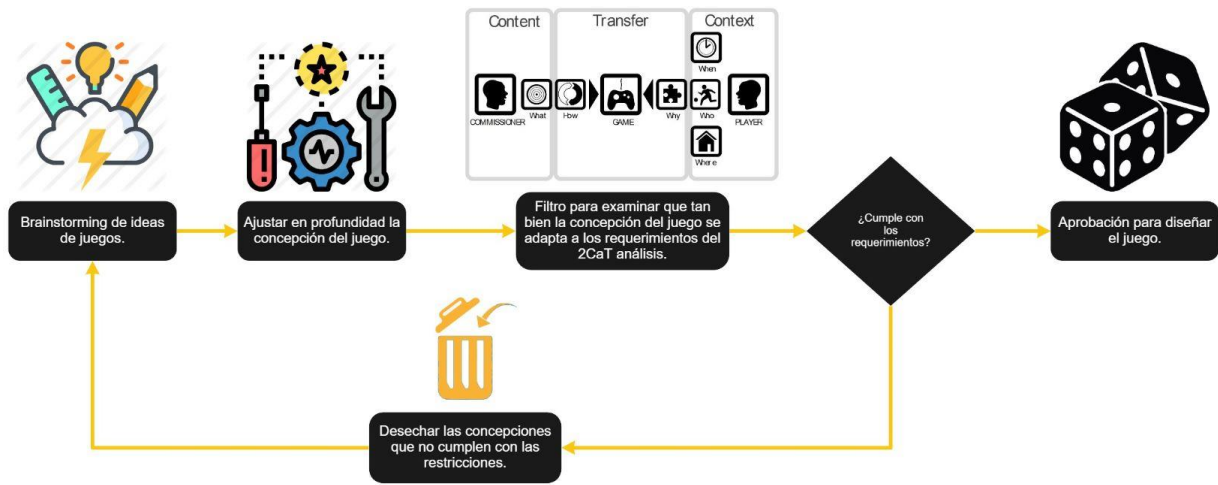 Content
Transfer
Context
When
COMMISSIONER
What
How
GAME
Why
Who
PLAYER
Where
Brainstorming de ideas
de juegos.
Ajustar en profundidad la
concepción del juego.
Filtro para examinar que tan
bien la concepción del juego se
adapta a los requerimientos del
2CaT análisis.
¿Cumple con
los
requerimientos?
Aprobación para diseñar
el juego.
Desechar las concepciones
que no cumplen con las
restricciones.